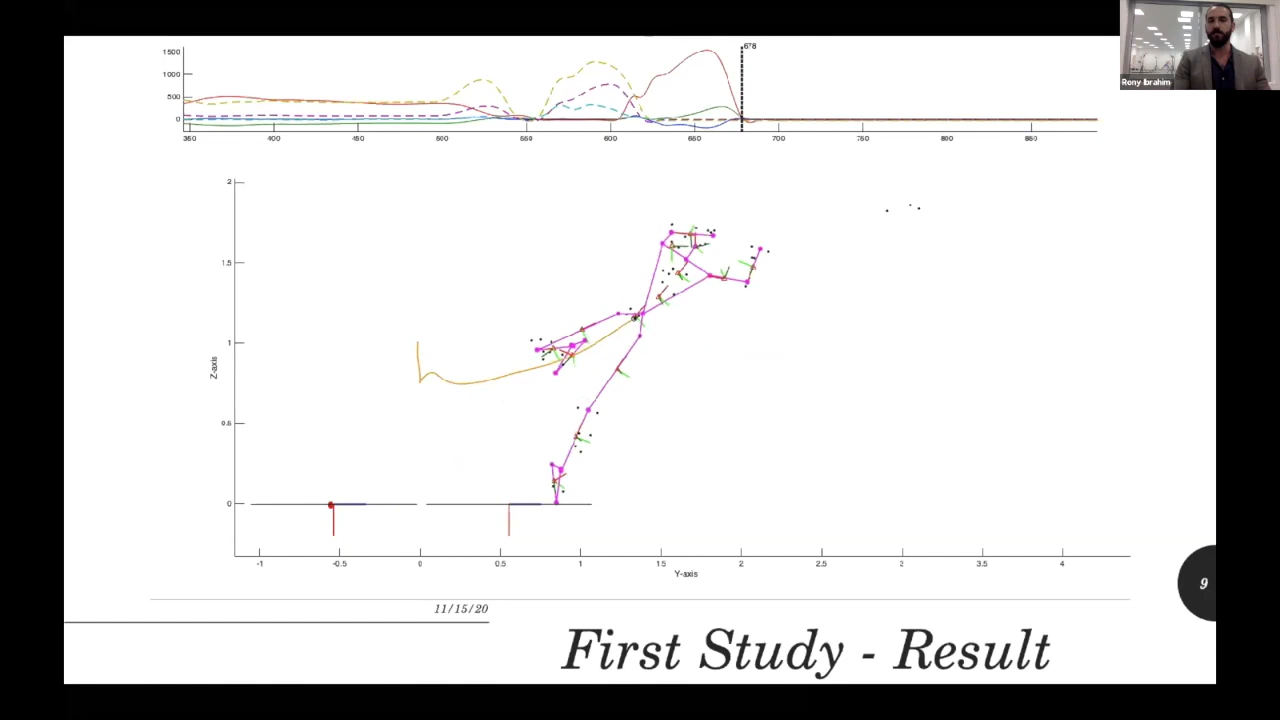 Rony Ibrahim
678
1500
1000
500
0
350 400 450 500 550 600 650 700 750 800 850
2
1.5
1
0.5
0
Z-axis
-1 -0.5 0 0.5 1 1.5 2 2.5 3 3.5 4
Y-axis
9
11/15/20
First Study - Result